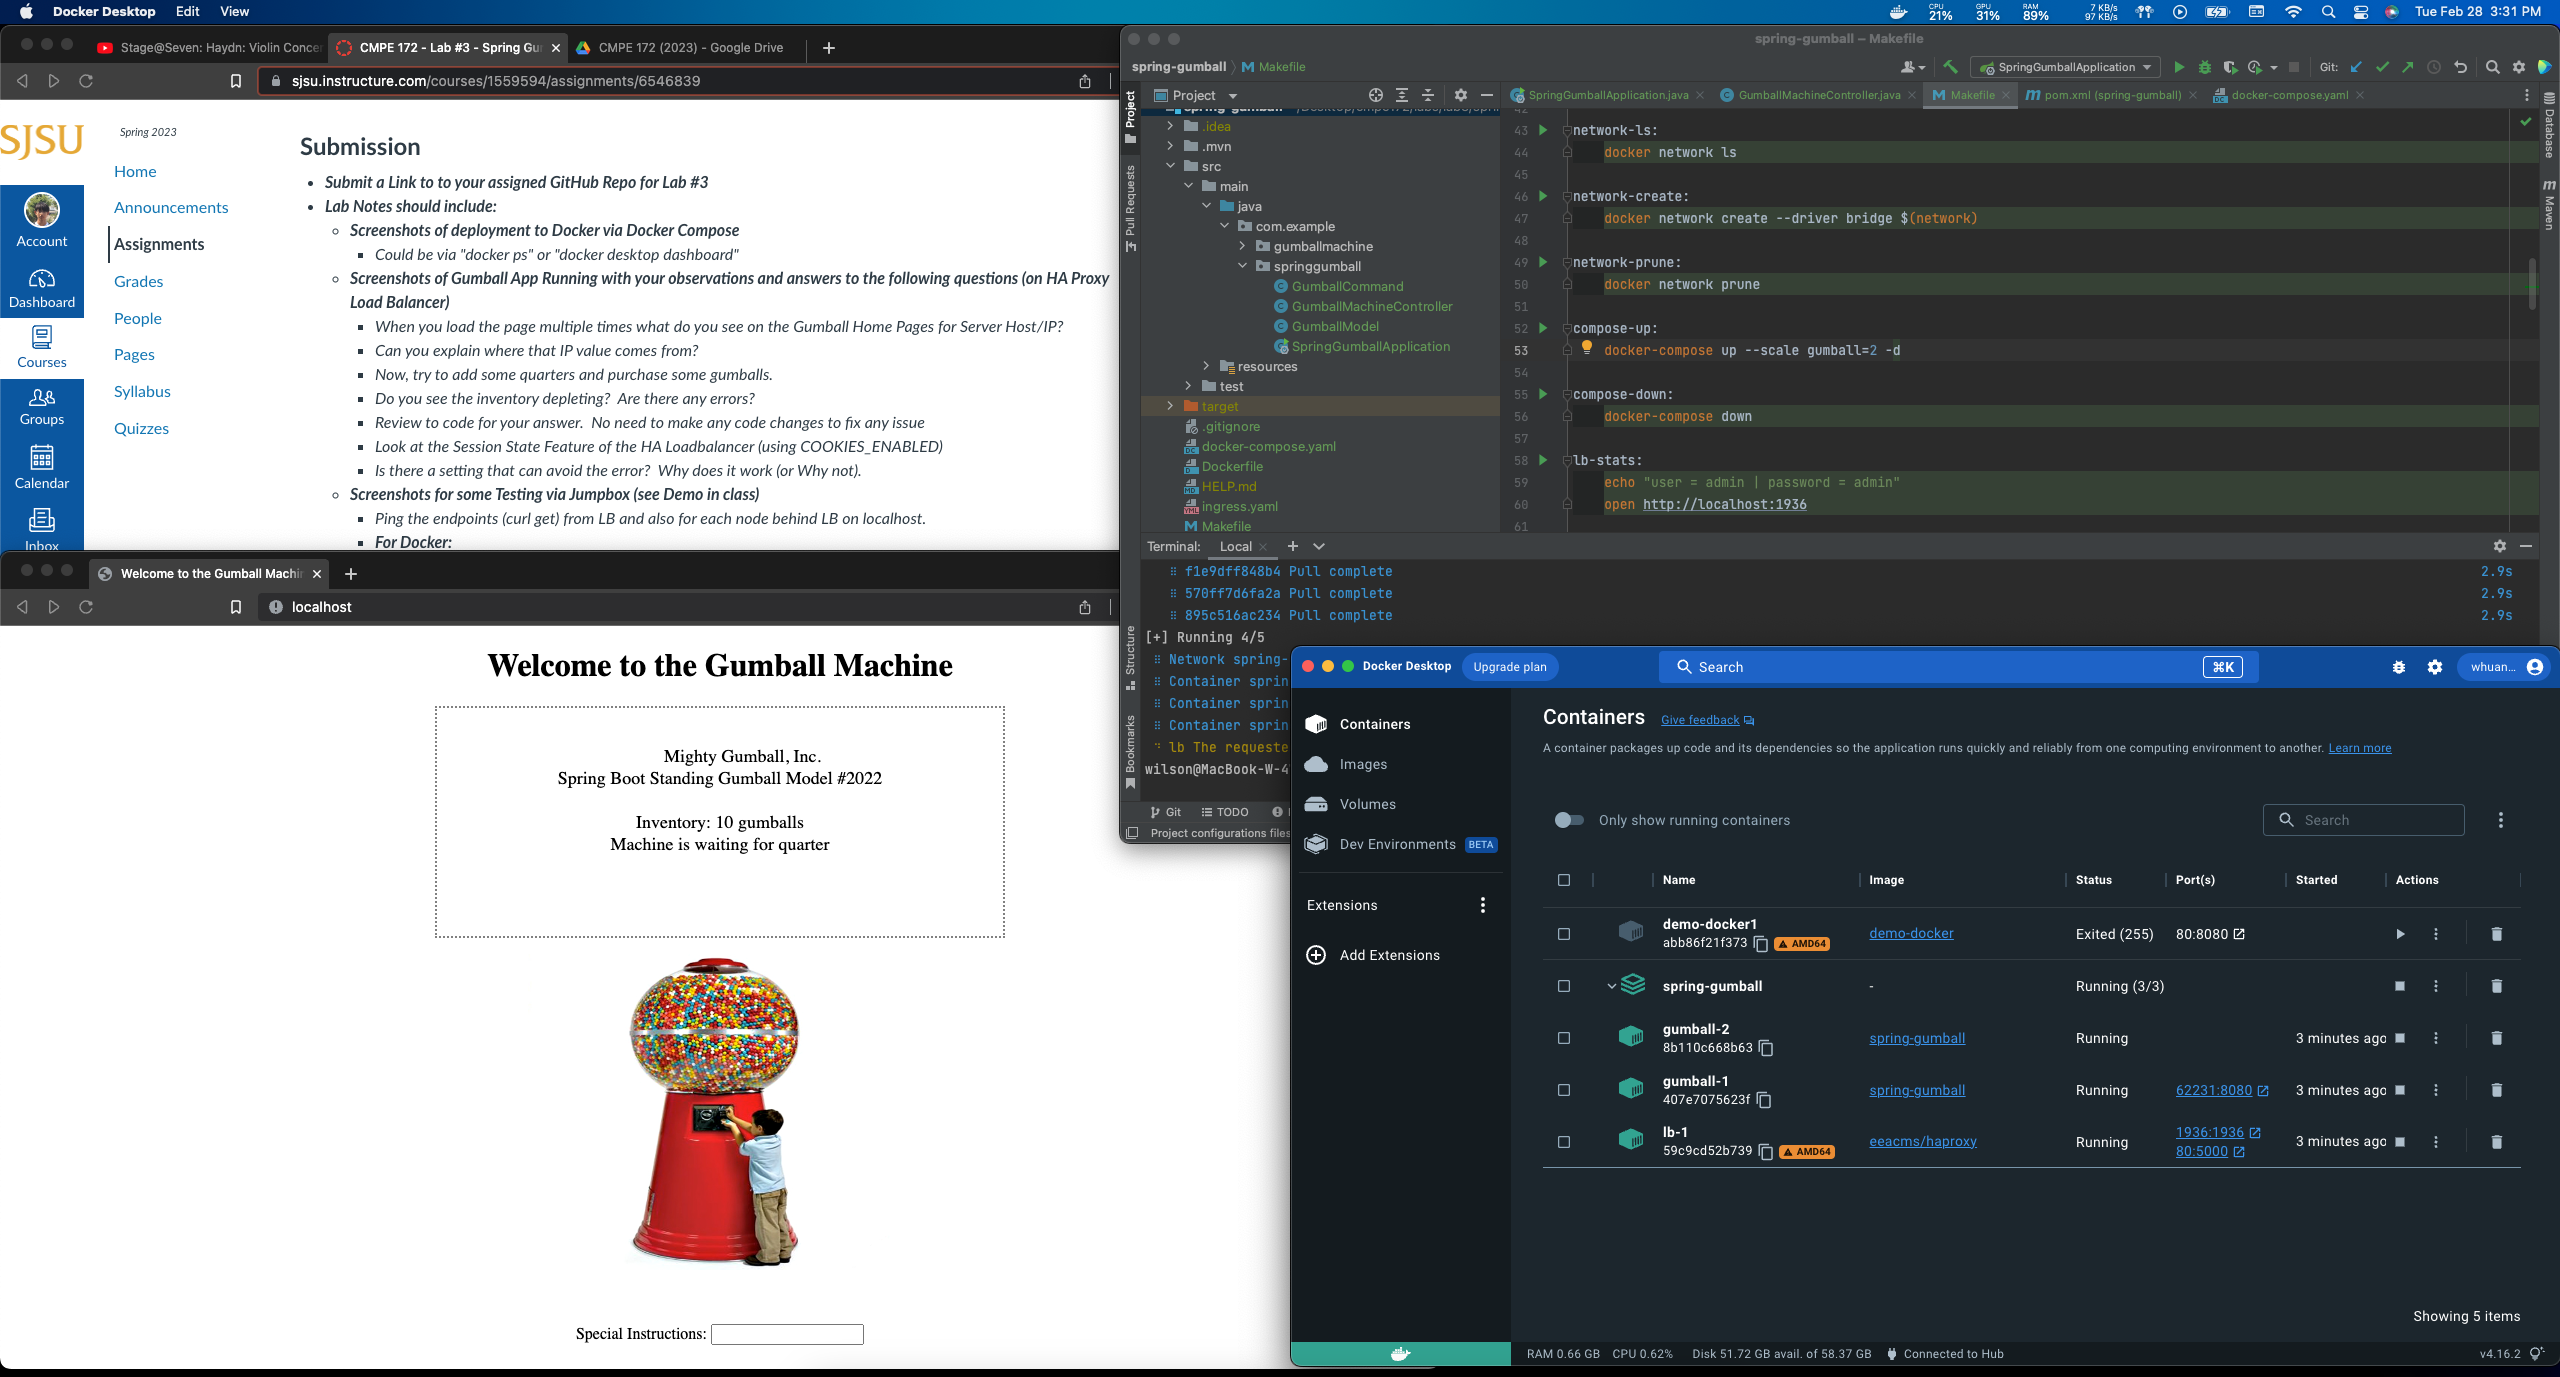 Docker Desktop Edit View
CPU 21% GPU 31% RAM 89% 7 KB/s 97 KB/s Tue Feb 28 3:31 PM
Stage@Seven: Haydn: Violin Concer
CMPE 172 - Lab #3 - Spring Gu
CMPE 172 (2023) - Google Drive
sjsu.instructure.com/courses/1559594/assignments/6546839
SJSU
Account
Dashboard
Courses
Groups
Calendar
Inbox
Spring 2023
Home
Announcements
Assignments
Grades
People
Pages
Syllabus
Quizzes
Submission
Submit a Link to to your assigned GitHub Repo for Lab #3
Lab Notes should include:
Screenshots of deployment to Docker via Docker Compose
Could be via "docker ps" or "docker desktop dashboard"
Screenshots of Gumball App Running with your observations and answers to the following questions (on HA Proxy
Load Balancer)
When you load the page multiple times what do you see on the Gumball Home Pages for Server Host/IP?
Can you explain where that IP value comes from?
Now, try to add some quarters and purchase some gumballs.
Do you see the inventory depleting? Are there any errors?
Review to code for your answer. No need to make any code changes to fix any issue
Look at the Session State Feature of the HA Loadbalancer (using COOKIES_ENABLED)
Is there a setting that can avoid the error? Why does it work (or Why not).
Screenshots for some Testing via Jumpbox (see Demo in class)
Ping the endpoints (curl get) from LB and also for each node behind LB on localhost.
For Docker:
Welcome to the Gumball Machin
localhost
Welcome to the Gumball Machine
Mighty Gumball, Inc.
Spring Boot Standing Gumball Model #2022
Inventory: 10 gumballs
Machine is waiting for quarter
Special Instructions:
spring-gumball – Makefile
spring-gumball Makefile
SpringGumballApplication
Git:
Project
Pull Requests
Structure
Bookmarks
Database
Maven
Project
.idea
.mvn
src
main
java
com.example
gumballmachine
springgumball
GumballCommand
GumballMachineController
GumballModel
SpringGumballApplication
resources
test
target
.gitignore
docker-compose.yaml
Dockerfile
HELP.md
ingress.yaml
Makefile
SpringGumballApplication.java
GumballMachineController.java
Makefile
pom.xml (spring-gumball)
docker-compose.yaml
42
43 network-ls:
44 docker network ls
45
46 network-create:
47 docker network create --driver bridge $(network)
48
49 network-prune:
50 docker network prune
51
52 compose-up:
53 docker-compose up --scale gumball=2 -d
54
55 compose-down:
56 docker-compose down
57
58 lb-stats:
59 echo "user = admin | password = admin"
60 open http://localhost:1936
61
Terminal: Local
f1e9dff848b4 Pull complete 2.9s
570ff7d6fa2a Pull complete 2.9s
895c516ac234 Pull complete 2.9s
[+] Running 4/5
Network spring-
Container sprin
Container sprin
Container sprin
lb The requeste
wilson@MacBook-W-4
Git TODO
Project configurations files
Docker Desktop Upgrade plan Search ⌘K whuan...
Containers
Images
Volumes
Dev Environments BETA
Extensions
Add Extensions
Containers Give feedback
A container packages up code and its dependencies so the application runs quickly and reliably from one computing environment to another. Learn more
Only show running containers
Search
Name Image Status Port(s) Started Actions
demo-docker1
abb86f21f373 AMD64 demo-docker Exited (255) 80:8080
spring-gumball - Running (3/3)
gumball-2
8b110c668b63 spring-gumball Running 3 minutes ago
gumball-1
407e7075623f spring-gumball Running 62231:8080 3 minutes ago
lb-1
59c9cd52b739 AMD64 eeacms/haproxy Running 1936:1936 80:5000 3 minutes ago
Showing 5 items
RAM 0.66 GB CPU 0.62% Disk 51.72 GB avail. of 58.37 GB Connected to Hub v4.16.2